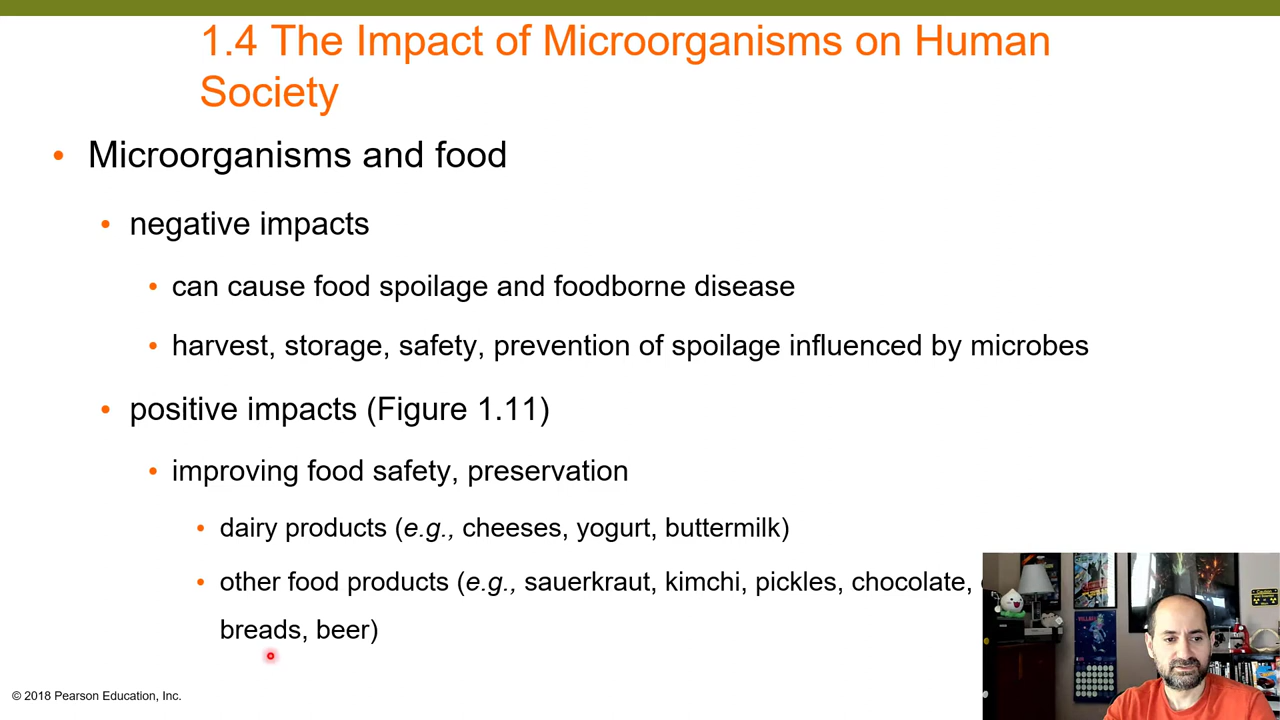 1.4 The Impact of Microorganisms on Human
Society
• Microorganisms and food
• negative impacts
• can cause food spoilage and foodborne disease
• harvest, storage, safety, prevention of spoilage influenced by microbes
• positive impacts (Figure 1.11)
• improving food safety, preservation
• dairy products (e.g., cheeses, yogurt, buttermilk)
• other food products (e.g., sauerkraut, kimchi, pickles, chocolate,
breads, beer)
© 2018 Pearson Education, Inc.